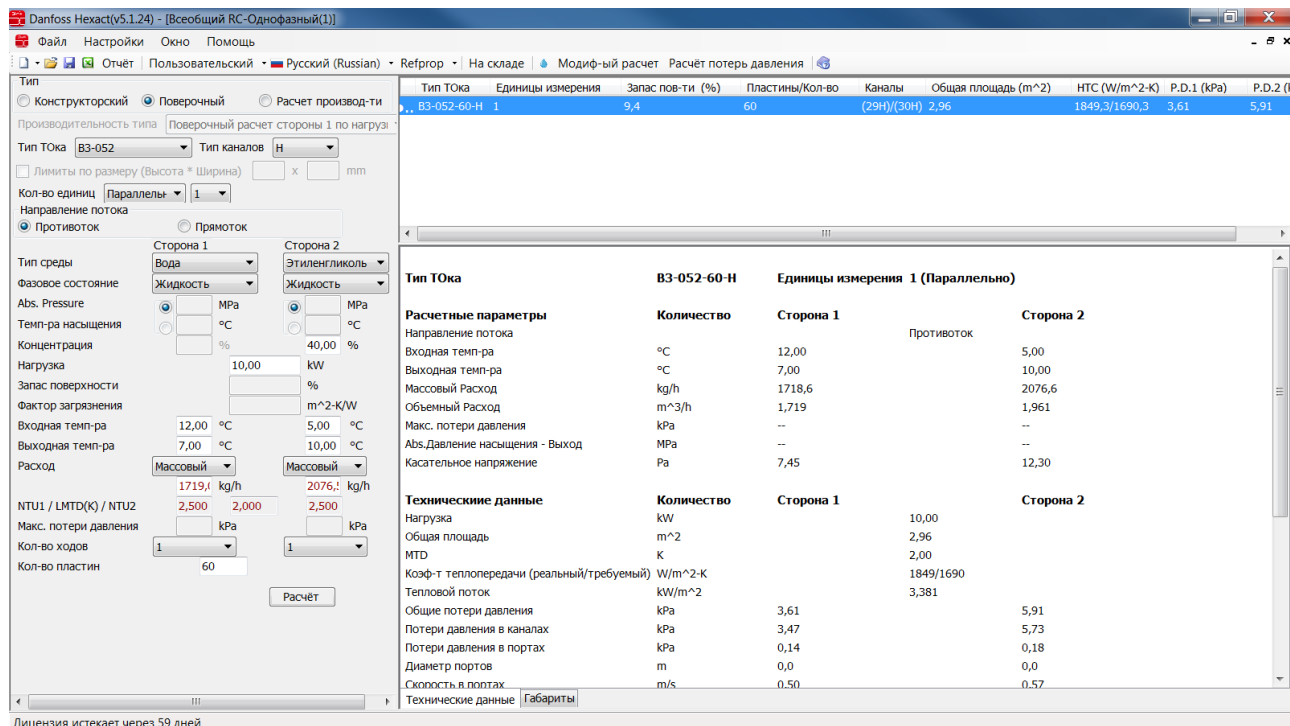 Danfoss Hexact(v5.1.24) - [Всеобщий RC-Однофазный(1)]
Файл Настройки Окно Помощь
Отчёт Пользовательский Русский (Russian) Refprop На складе Модиф-ый расчет Расчёт потерь давления
Тип
Конструкторский Поверочный Расчет производ-ти
Производительность типа Поверочный расчет стороны 1 по нагрузк
Тип ТОка B3-052 Тип каналов H
Лимиты по размеру (Высота * Ширина) x mm
Кол-во единиц Параллельн 1
Направление потока
Противоток Прямоток
Сторона 1 Сторона 2
Тип среды Вода Этиленгликоль
Фазовое состояние Жидкость Жидкость
Abs. Pressure MPa MPa
Темп-ра насыщения °C °C
Концентрация % 40,00 %
Нагрузка 10,00 kW
Запас поверхности %
Фактор загрязнения m^2-K/W
Входная темп-ра 12,00 °C 5,00 °C
Выходная темп-ра 7,00 °C 10,00 °C
Расход Массовый Массовый
1719,( kg/h 2076,! kg/h
NTU1 / LMTD(K) / NTU2 2,500 2,000 2,500
Макс. потери давления kPa kPa
Кол-во ходов 1 1
Кол-во пластин 60
Расчёт
Тип ТОка Единицы измерения Запас пов-ти (%) Пластины/Кол-во Каналы Общая площадь (m^2) HTC (W/m^2-K) P.D.1 (kPa) P.D.2 (
B3-052-60-H 1 9,4 60 (29H)/(30H) 2,96 1849,3/1690,3 3,61 5,91
Тип ТОка B3-052-60-H Единицы измерения 1 (Параллельно)
Расчетные параметры Количество Сторона 1 Сторона 2
Направление потока Противоток
Входная темп-ра °C 12,00 5,00
Выходная темп-ра °C 7,00 10,00
Массовый Расход kg/h 1718,6 2076,6
Объемный Расход m^3/h 1,719 1,961
Макс. потери давления kPa -- --
Abs.Давление насыщения - Выход MPa -- --
Касательное напряжение Pa 7,45 12,30
Техническиие данные Количество Сторона 1 Сторона 2
Нагрузка kW 10,00
Общая площадь m^2 2,96
MTD K 2,00
Коэф-т теплопередачи (реальный/требуемый) W/m^2-K 1849/1690
Тепловой поток kW/m^2 3,381
Общие потери давления kPa 3,61 5,91
Потери давления в каналах kPa 3,47 5,73
Потери давления в портах kPa 0,14 0,18
Диаметр портов m 0,0 0,0
Скорость в портах m/s 0,50 0,57
Технические данные Габариты
Лицензия истекает через 59 дней